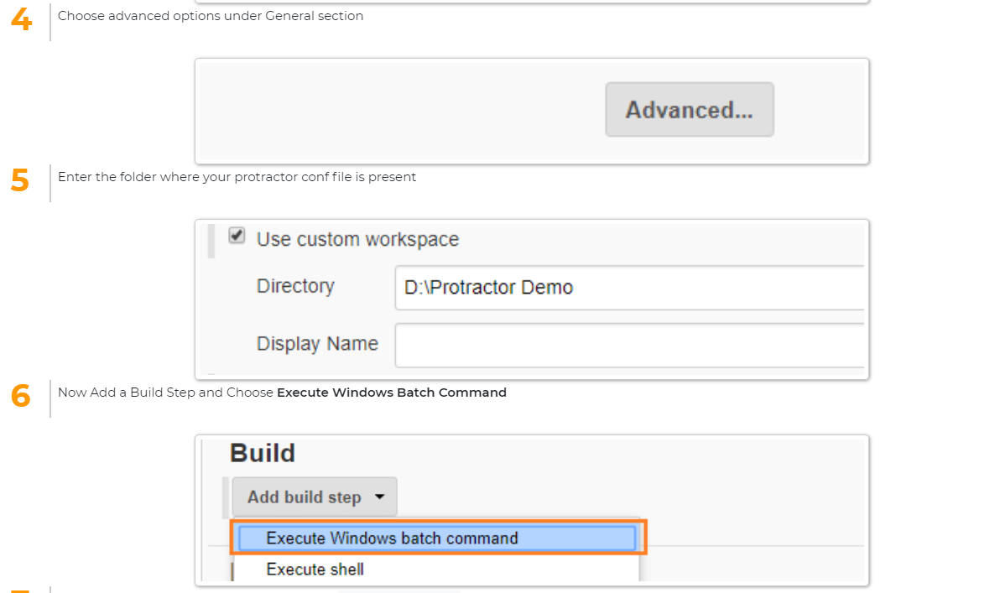 4
Choose advanced options under General section
Advanced...
5
Enter the folder where your protractor conf file is present
Use custom workspace
Directory
D:\Protractor Demo
Display Name
6
Now Add a Build Step and Choose Execute Windows Batch Command
Build
Add build step
Execute Windows batch command
Execute shell